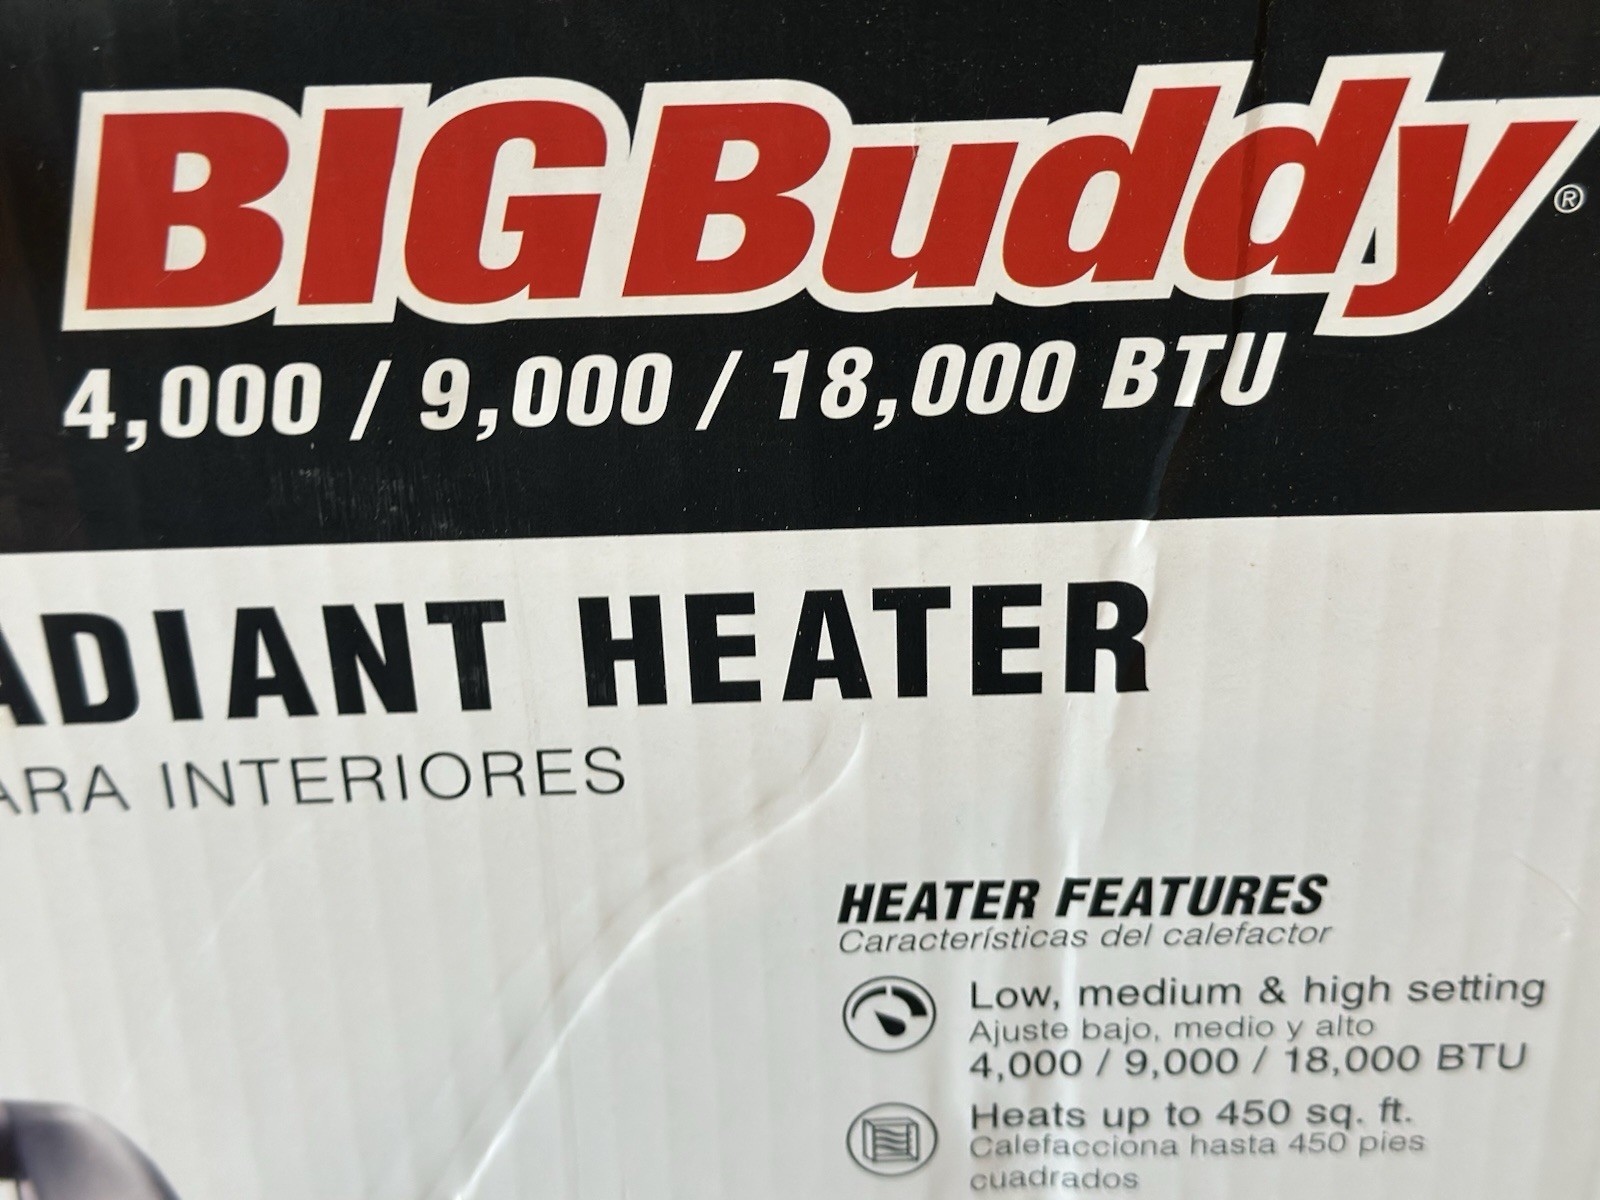 BIG Buddy®
4,000 / 9,000 / 18,000 BTU
ADIANT HEATER
ARA INTERIORES
HEATER FEATURES
Características del calefactor
Low, medium & high setting
Ajuste bajo, medio y alto
4,000 / 9,000 / 18,000 BTU
Heats up to 450 sq. ft.
Calefacciona hasta 450 pies
cuadrados